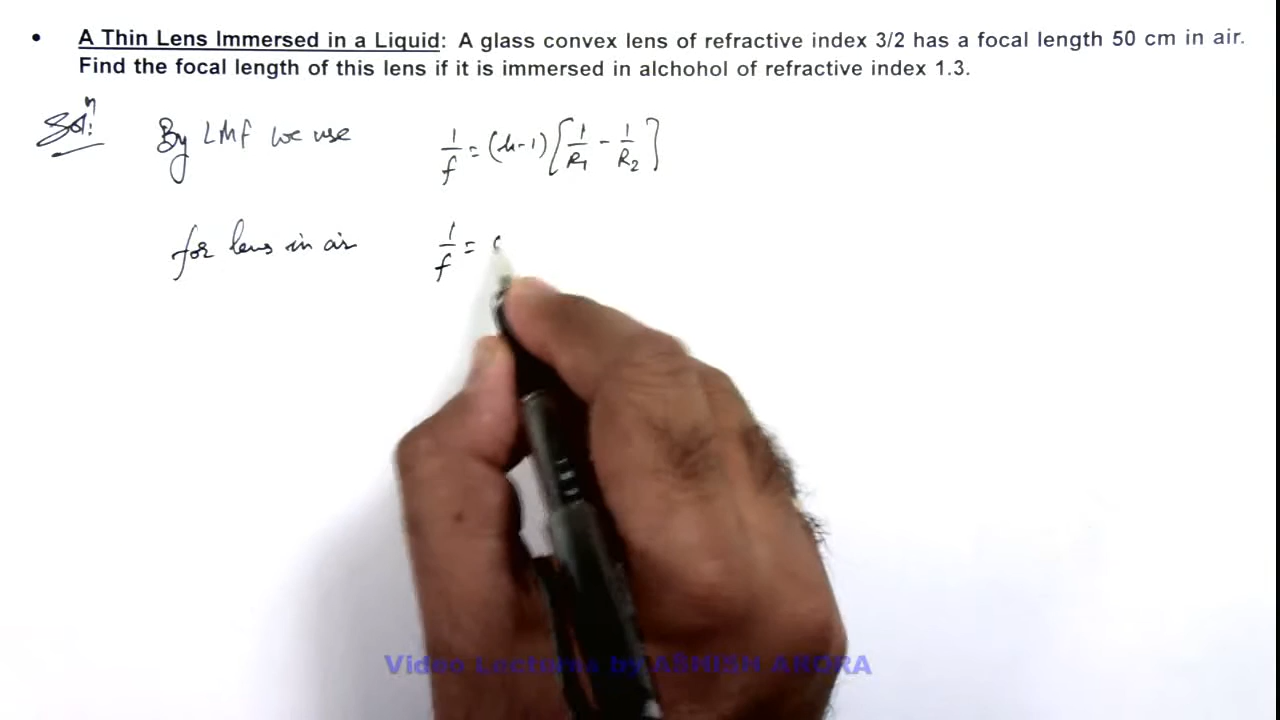 • A Thin Lens Immersed in a Liquid: A glass convex lens of refractive index 3/2 has a focal length 50 cm in air.
Find the focal length of this lens if it is immersed in alchohol of refractive index 1.3.
Solⁿ: By LMF we use 1/f = (μ-1)[1/R₁ - 1/R₂]
for lens in air 1/f = (
Video Lectures by ASHISH ARORA